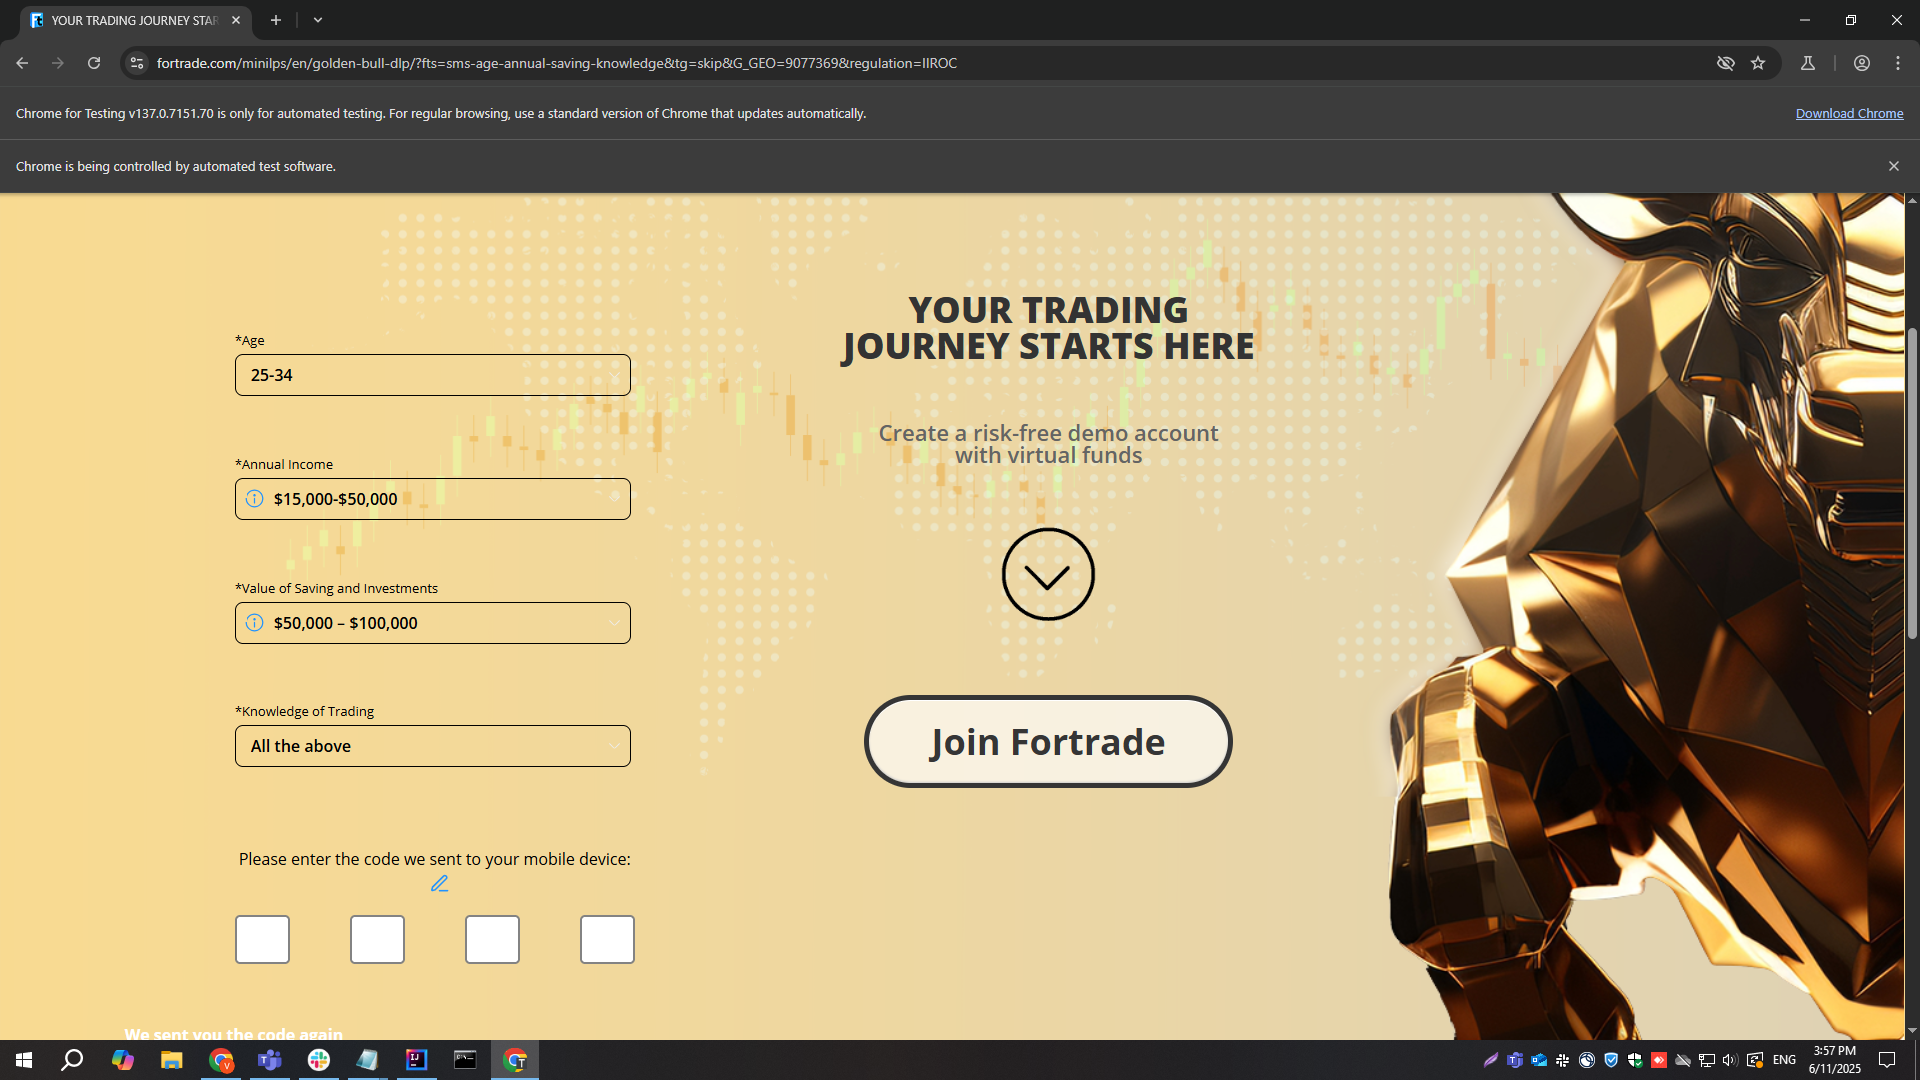 YOUR TRADING JOURNEY STAR
fortrade.com/minilps/en/golden-bull-dlp/?fts=sms-age-annual-saving-knowledge&tg=skip&G_GEO=9077369&regulation=IIROC
Chrome for Testing v137.0.7151.70 is only for automated testing. For regular browsing, use a standard version of Chrome that updates automatically.
Download Chrome
Chrome is being controlled by automated test software.
*Age
25-34
*Annual Income
$15,000-$50,000
*Value of Saving and Investments
$50,000 – $100,000
*Knowledge of Trading
All the above
Please enter the code we sent to your mobile device:
We sent you the code again
YOUR TRADING
JOURNEY STARTS HERE
Create a risk-free demo account
with virtual funds
Join Fortrade
ENG
3:57 PM
6/11/2025